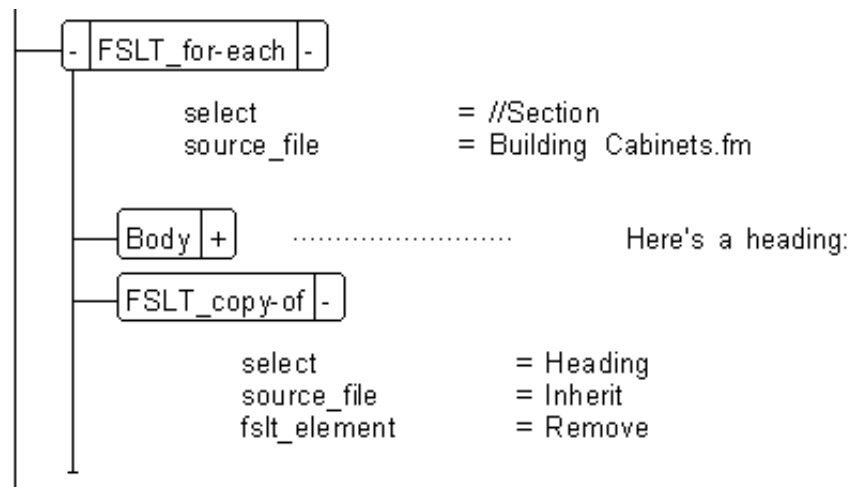 - FSLT_for-each -
select = //Section
source_file = Building Cabinets.fm
Body + ......................... Here's a heading:
FSLT_copy-of -
select = Heading
source_file = Inherit
fslt_element = Remove